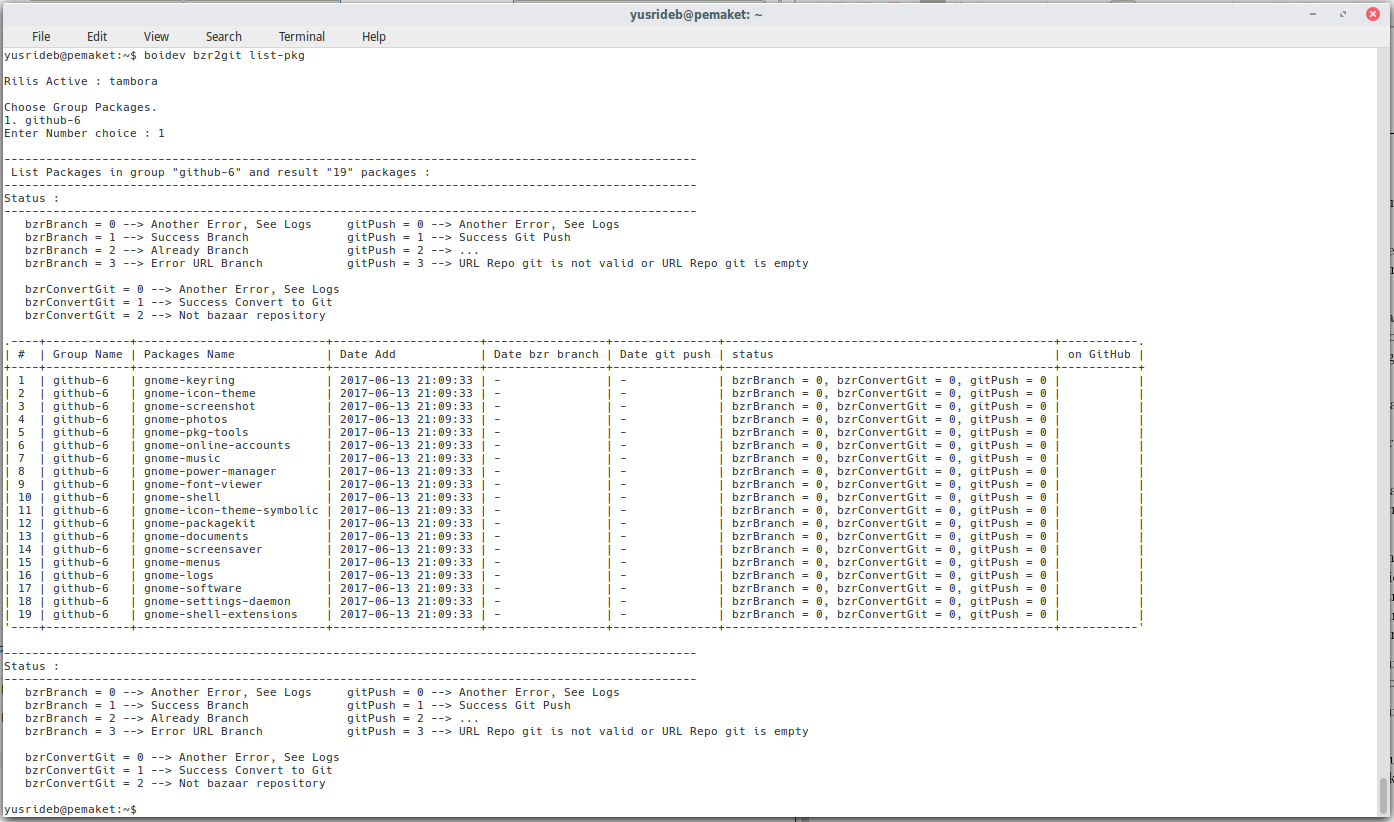 yusrideb@pemaket: ~
File Edit View Search Terminal Help
yusrideb@pemaket:~$ boidev bzr2git list-pkg
Rilis Active : tambora
Choose Group Packages.
1. github-6
Enter Number choice : 1
---------------------------------------------------------------------------------------------------
List Packages in group "github-6" and result "19" packages :
---------------------------------------------------------------------------------------------------
Status :
---------------------------------------------------------------------------------------------------
bzrBranch = 0 --> Another Error, See Logs     gitPush = 0 --> Another Error, See Logs
bzrBranch = 1 --> Success Branch              gitPush = 1 --> Success Git Push
bzrBranch = 2 --> Already Branch              gitPush = 2 --> ...
bzrBranch = 3 --> Error URL Branch            gitPush = 3 --> URL Repo git is not valid or URL Repo git is empty
bzrConvertGit = 0 --> Another Error, See Logs
bzrConvertGit = 1 --> Success Convert to Git
bzrConvertGit = 2 --> Not bazaar repository
| # | Group Name | Packages Name | Date Add | Date bzr branch | Date git push | status | on GitHub |
| 1 | github-6 | gnome-keyring | 2017-06-13 21:09:33 | - | - | bzrBranch = 0, bzrConvertGit = 0, gitPush = 0 | |
| 2 | github-6 | gnome-icon-theme | 2017-06-13 21:09:33 | - | - | bzrBranch = 0, bzrConvertGit = 0, gitPush = 0 | |
| 3 | github-6 | gnome-screenshot | 2017-06-13 21:09:33 | - | - | bzrBranch = 0, bzrConvertGit = 0, gitPush = 0 | |
| 4 | github-6 | gnome-photos | 2017-06-13 21:09:33 | - | - | bzrBranch = 0, bzrConvertGit = 0, gitPush = 0 | |
| 5 | github-6 | gnome-pkg-tools | 2017-06-13 21:09:33 | - | - | bzrBranch = 0, bzrConvertGit = 0, gitPush = 0 | |
| 6 | github-6 | gnome-online-accounts | 2017-06-13 21:09:33 | - | - | bzrBranch = 0, bzrConvertGit = 0, gitPush = 0 | |
| 7 | github-6 | gnome-music | 2017-06-13 21:09:33 | - | - | bzrBranch = 0, bzrConvertGit = 0, gitPush = 0 | |
| 8 | github-6 | gnome-power-manager | 2017-06-13 21:09:33 | - | - | bzrBranch = 0, bzrConvertGit = 0, gitPush = 0 | |
| 9 | github-6 | gnome-font-viewer | 2017-06-13 21:09:33 | - | - | bzrBranch = 0, bzrConvertGit = 0, gitPush = 0 | |
| 10 | github-6 | gnome-shell | 2017-06-13 21:09:33 | - | - | bzrBranch = 0, bzrConvertGit = 0, gitPush = 0 | |
| 11 | github-6 | gnome-icon-theme-symbolic | 2017-06-13 21:09:33 | - | - | bzrBranch = 0, bzrConvertGit = 0, gitPush = 0 | |
| 12 | github-6 | gnome-packagekit | 2017-06-13 21:09:33 | - | - | bzrBranch = 0, bzrConvertGit = 0, gitPush = 0 | |
| 13 | github-6 | gnome-documents | 2017-06-13 21:09:33 | - | - | bzrBranch = 0, bzrConvertGit = 0, gitPush = 0 | |
| 14 | github-6 | gnome-screensaver | 2017-06-13 21:09:33 | - | - | bzrBranch = 0, bzrConvertGit = 0, gitPush = 0 | |
| 15 | github-6 | gnome-menus | 2017-06-13 21:09:33 | - | - | bzrBranch = 0, bzrConvertGit = 0, gitPush = 0 | |
| 16 | github-6 | gnome-logs | 2017-06-13 21:09:33 | - | - | bzrBranch = 0, bzrConvertGit = 0, gitPush = 0 | |
| 17 | github-6 | gnome-software | 2017-06-13 21:09:33 | - | - | bzrBranch = 0, bzrConvertGit = 0, gitPush = 0 | |
| 18 | github-6 | gnome-settings-daemon | 2017-06-13 21:09:33 | - | - | bzrBranch = 0, bzrConvertGit = 0, gitPush = 0 | |
| 19 | github-6 | gnome-shell-extensions | 2017-06-13 21:09:33 | - | - | bzrBranch = 0, bzrConvertGit = 0, gitPush = 0 | |
---------------------------------------------------------------------------------------------------
Status :
---------------------------------------------------------------------------------------------------
bzrBranch = 0 --> Another Error, See Logs     gitPush = 0 --> Another Error, See Logs
bzrBranch = 1 --> Success Branch              gitPush = 1 --> Success Git Push
bzrBranch = 2 --> Already Branch              gitPush = 2 --> ...
bzrBranch = 3 --> Error URL Branch            gitPush = 3 --> URL Repo git is not valid or URL Repo git is empty
bzrConvertGit = 0 --> Another Error, See Logs
bzrConvertGit = 1 --> Success Convert to Git
bzrConvertGit = 2 --> Not bazaar repository
yusrideb@pemaket:~$